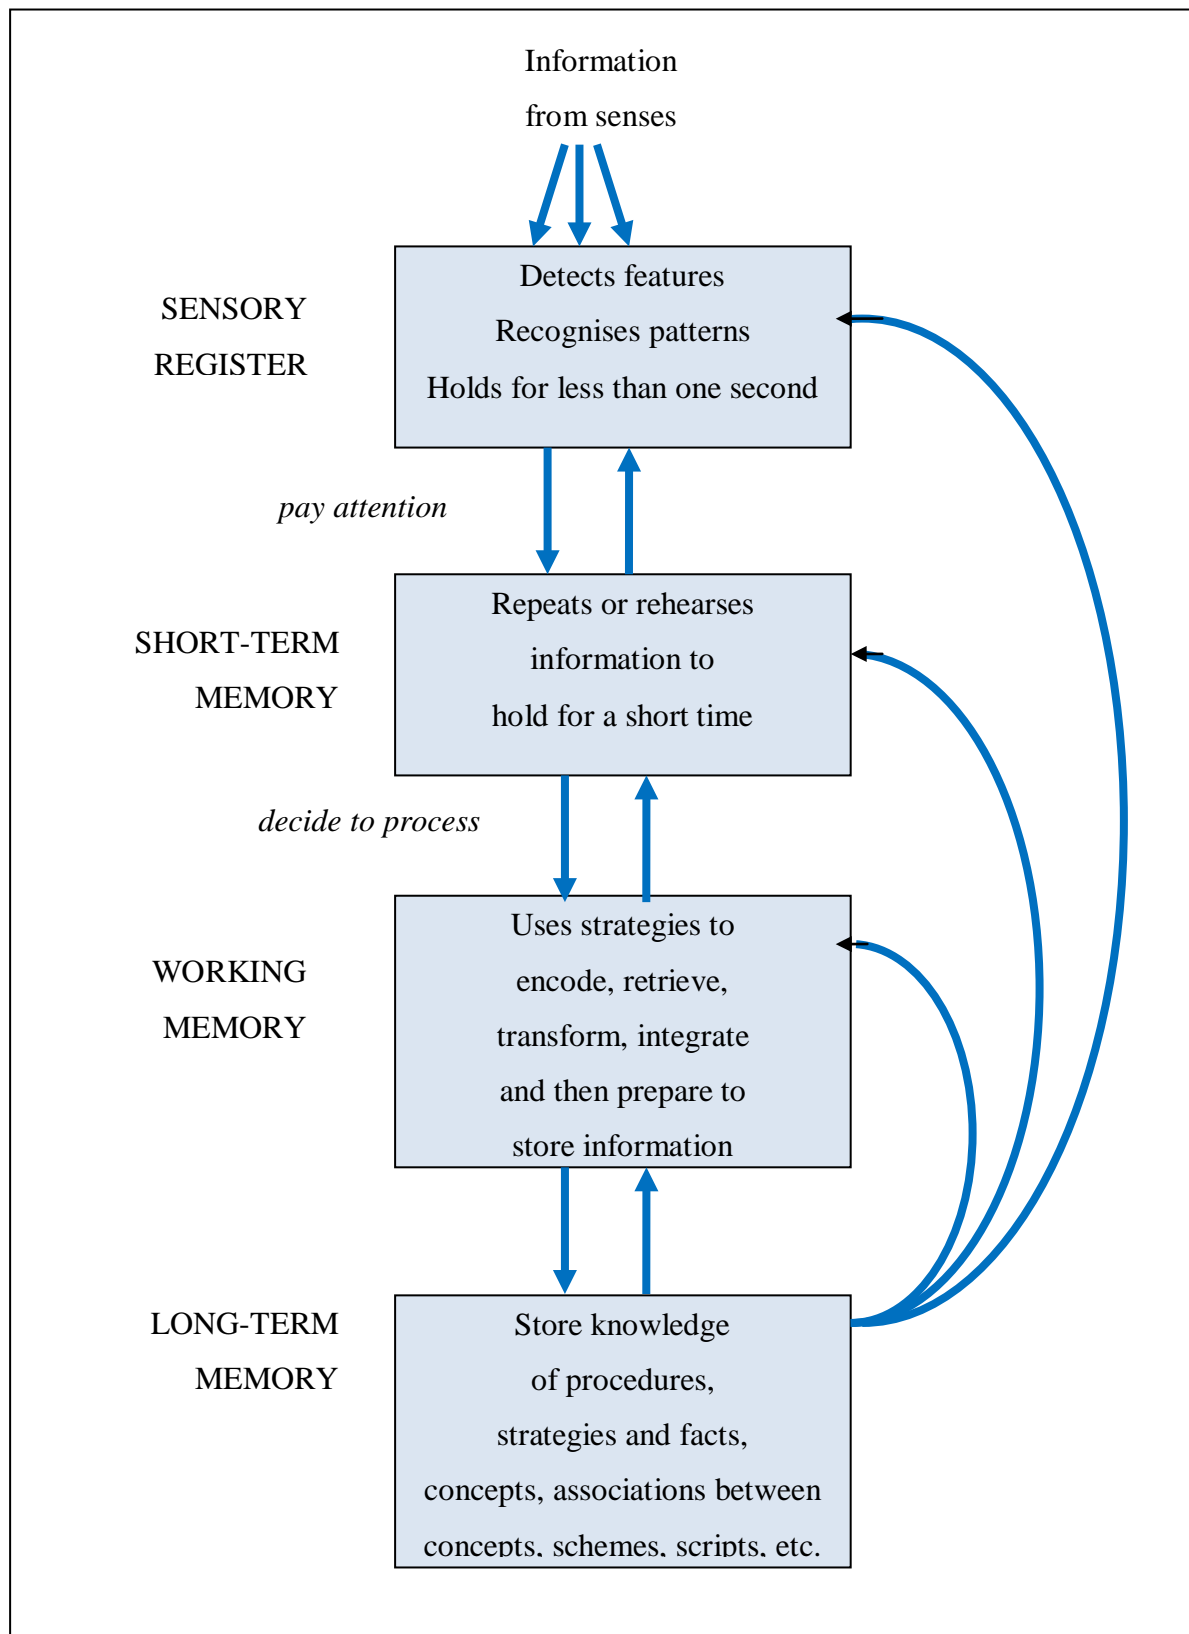 Information
from senses
SENSORY
REGISTER
Detects features
Recognises patterns
Holds for less than one second
pay attention
SHORT-TERM
MEMORY
Repeats or rehearses
information to
hold for a short time
decide to process
WORKING
MEMORY
Uses strategies to
encode, retrieve,
transform, integrate
and then prepare to
store information
LONG-TERM
MEMORY
Store knowledge
of procedures,
strategies and facts,
concepts, associations between
concepts, schemes, scripts, etc.